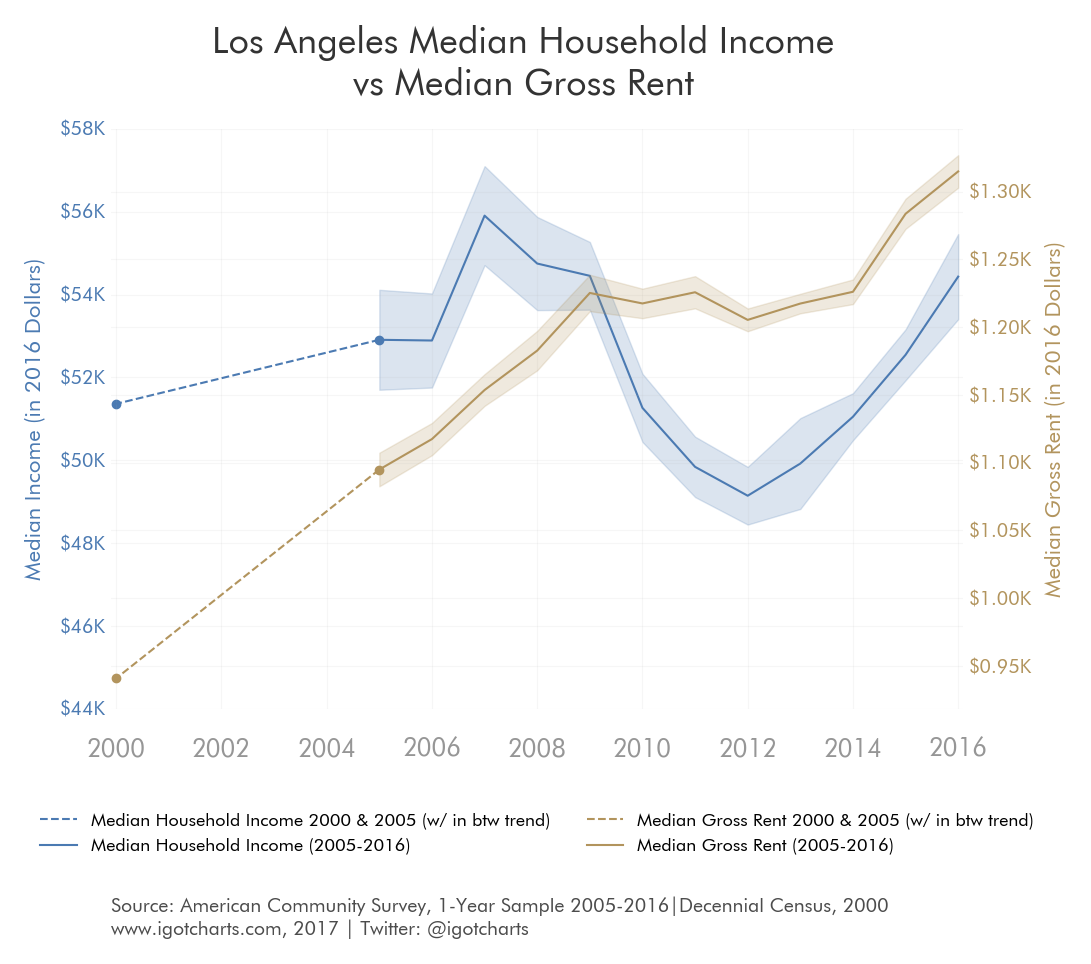 Los Angeles Median Household Income
vs Median Gross Rent
$58K
$56K
$54K
$52K
$50K
$48K
$46K
$44K
Median Income (in 2016 Dollars)
$1.30K
$1.25K
$1.20K
$1.15K
$1.10K
$1.05K
$1.00K
$0.95K
Median Gross Rent (in 2016 Dollars)
2000 2002 2004 2006 2008 2010 2012 2014 2016
Median Household Income 2000 & 2005 (w/ in btw trend)
Median Household Income (2005-2016)
Median Gross Rent 2000 & 2005 (w/ in btw trend)
Median Gross Rent (2005-2016)
Source: American Community Survey, 1-Year Sample 2005-2016|Decennial Census, 2000
www.igotcharts.com, 2017 | Twitter: @igotcharts